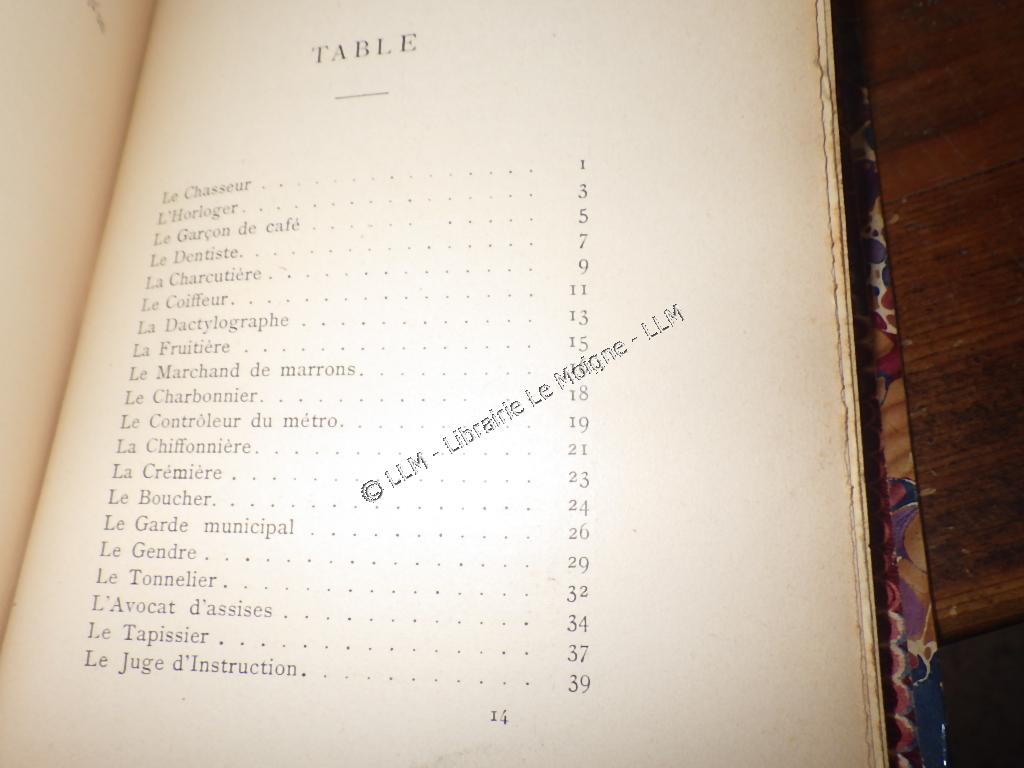 TABLE
Le Chasseur . . . . . . . . . . . . . 1
L'Horloger. . . . . . . . . . . . . . 3
Le Garçon de café . . . . . . . . . . 5
Le Dentiste. . . . . . . . . . . . . 7
La Charcutière . . . . . . . . . . . . 9
Le Coiffeur. . . . . . . . . . . . . 11
La Dactylographe . . . . . . . . . . . 13
La Fruitière . . . . . . . . . . . . . 15
Le Marchand de marrons. . . . . . . .
Le Charbonnier. . . . . . . . . . . . 18
Le Contrôleur du métro. . . . . . . . . 19
La Chiffonnière. . . . . . . . . . . . 21
La Crémière . . . . . . . . . . . . . 23
Le Boucher. . . . . . . . . . . . . . 24
Le Garde municipal . . . . . . . . . . 26
Le Gendre . . . . . . . . . . . . . . 29
Le Tonnelier . . . . . . . . . . . . . 32
L'Avocat d'assises . . . . . . . . . . . 34
Le Tapissier . . . . . . . . . . . . . 37
Le Juge d'Instruction. . . . . . . . . . 39
14
© LLM - Librairie Le Moigne - LLM